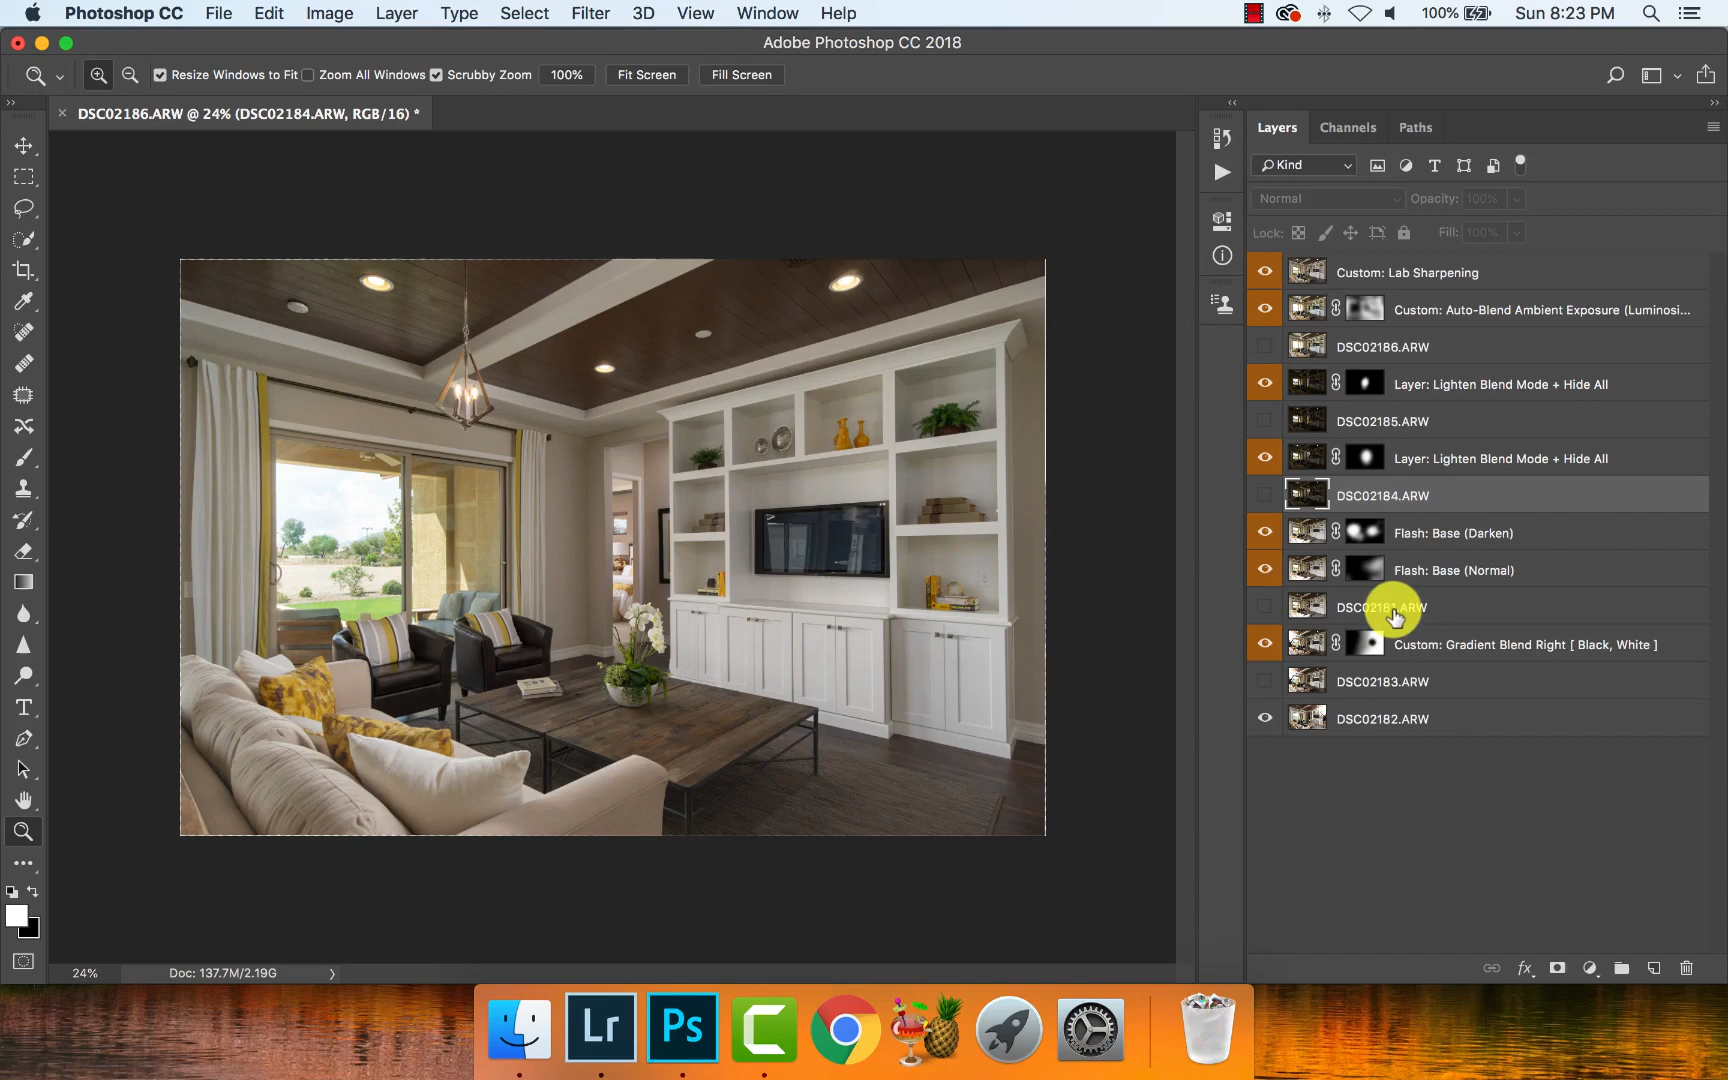 Photoshop CC File Edit Image Layer Type Select Filter 3D View Window Help 100% Sun 8:23 PM
Adobe Photoshop CC 2018
Resize Windows to Fit Zoom All Windows Scrubby Zoom 100% Fit Screen Fill Screen
DSC02186.ARW @ 24% (DSC02184.ARW, RGB/16) *
Layers Channels Paths
Kind
Normal Opacity: 100%
Lock: Fill: 100%
Custom: Lab Sharpening
Custom: Auto-Blend Ambient Exposure (Luminosi...
DSC02186.ARW
Layer: Lighten Blend Mode + Hide All
DSC02185.ARW
Layer: Lighten Blend Mode + Hide All
DSC02184.ARW
Flash: Base (Darken)
Flash: Base (Normal)
DSC02181.ARW
Custom: Gradient Blend Right [ Black, White ]
DSC02183.ARW
DSC02182.ARW
fx
24% Doc: 137.7M/2.19G
Lr Ps